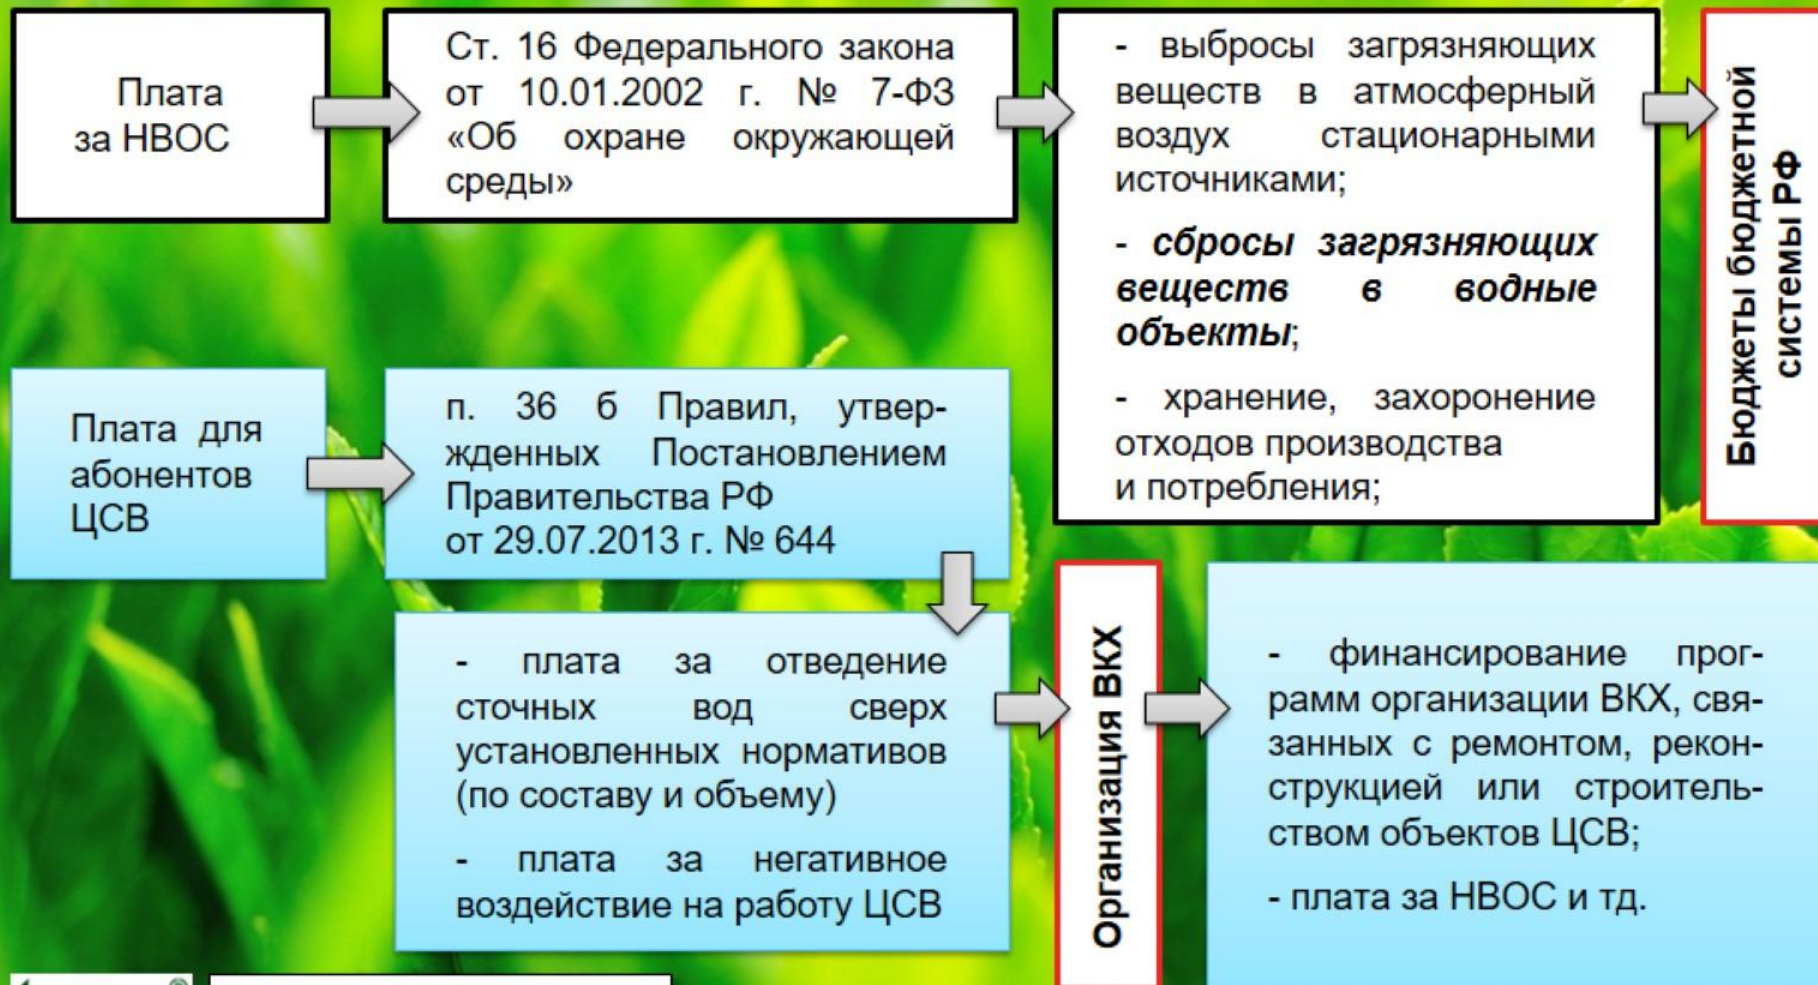 Плата
за НВОС
Ст. 16 Федерального закона
от 10.01.2002 г. № 7-ФЗ
«Об охране окружающей
среды»
- выбросы загрязняющих
веществ в атмосферный
воздух стационарными
источниками;
- сбросы загрязняющих
веществ в водные
объекты;
- хранение, захоронение
отходов производства
и потребления;
Бюджеты бюджетной
системы РФ
Плата для
абонентов
ЦСВ
п. 36 б Правил, утвер-
жденных Постановлением
Правительства РФ
от 29.07.2013 г. № 644
- плата за отведение
сточных вод сверх
установленных нормативов
(по составу и объему)
- плата за негативное
воздействие на работу ЦСВ
Организация ВКХ
- финансирование прог-
рамм организации ВКХ, свя-
занных с ремонтом, рекон-
струкцией или строитель-
ством объектов ЦСВ;
- плата за НВОС и тд.